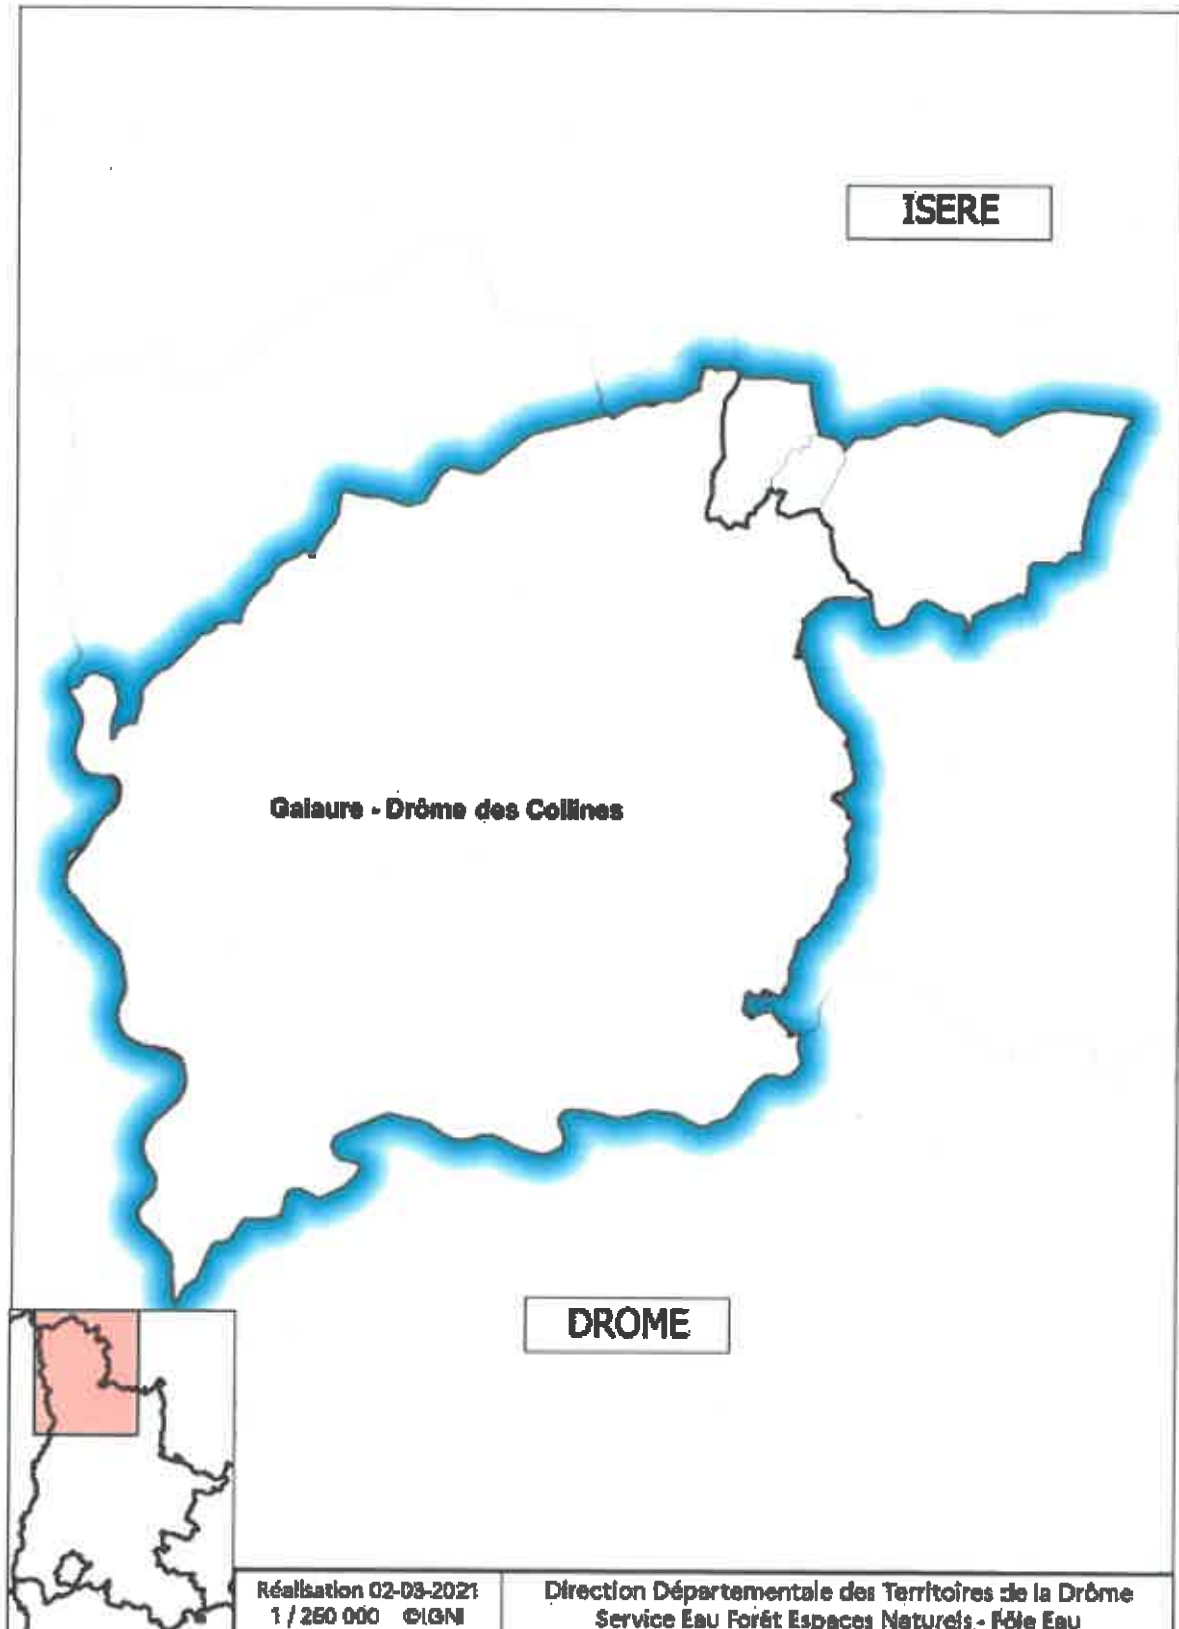 ISERE
Galaure - Drôme des Collines
DROME
Réalisation 02-03-2021
1 / 250 000 ©IGN
Direction Départementale des Territoires de la Drôme
Service Eau Forêt Espaces Naturels - Pôle Eau